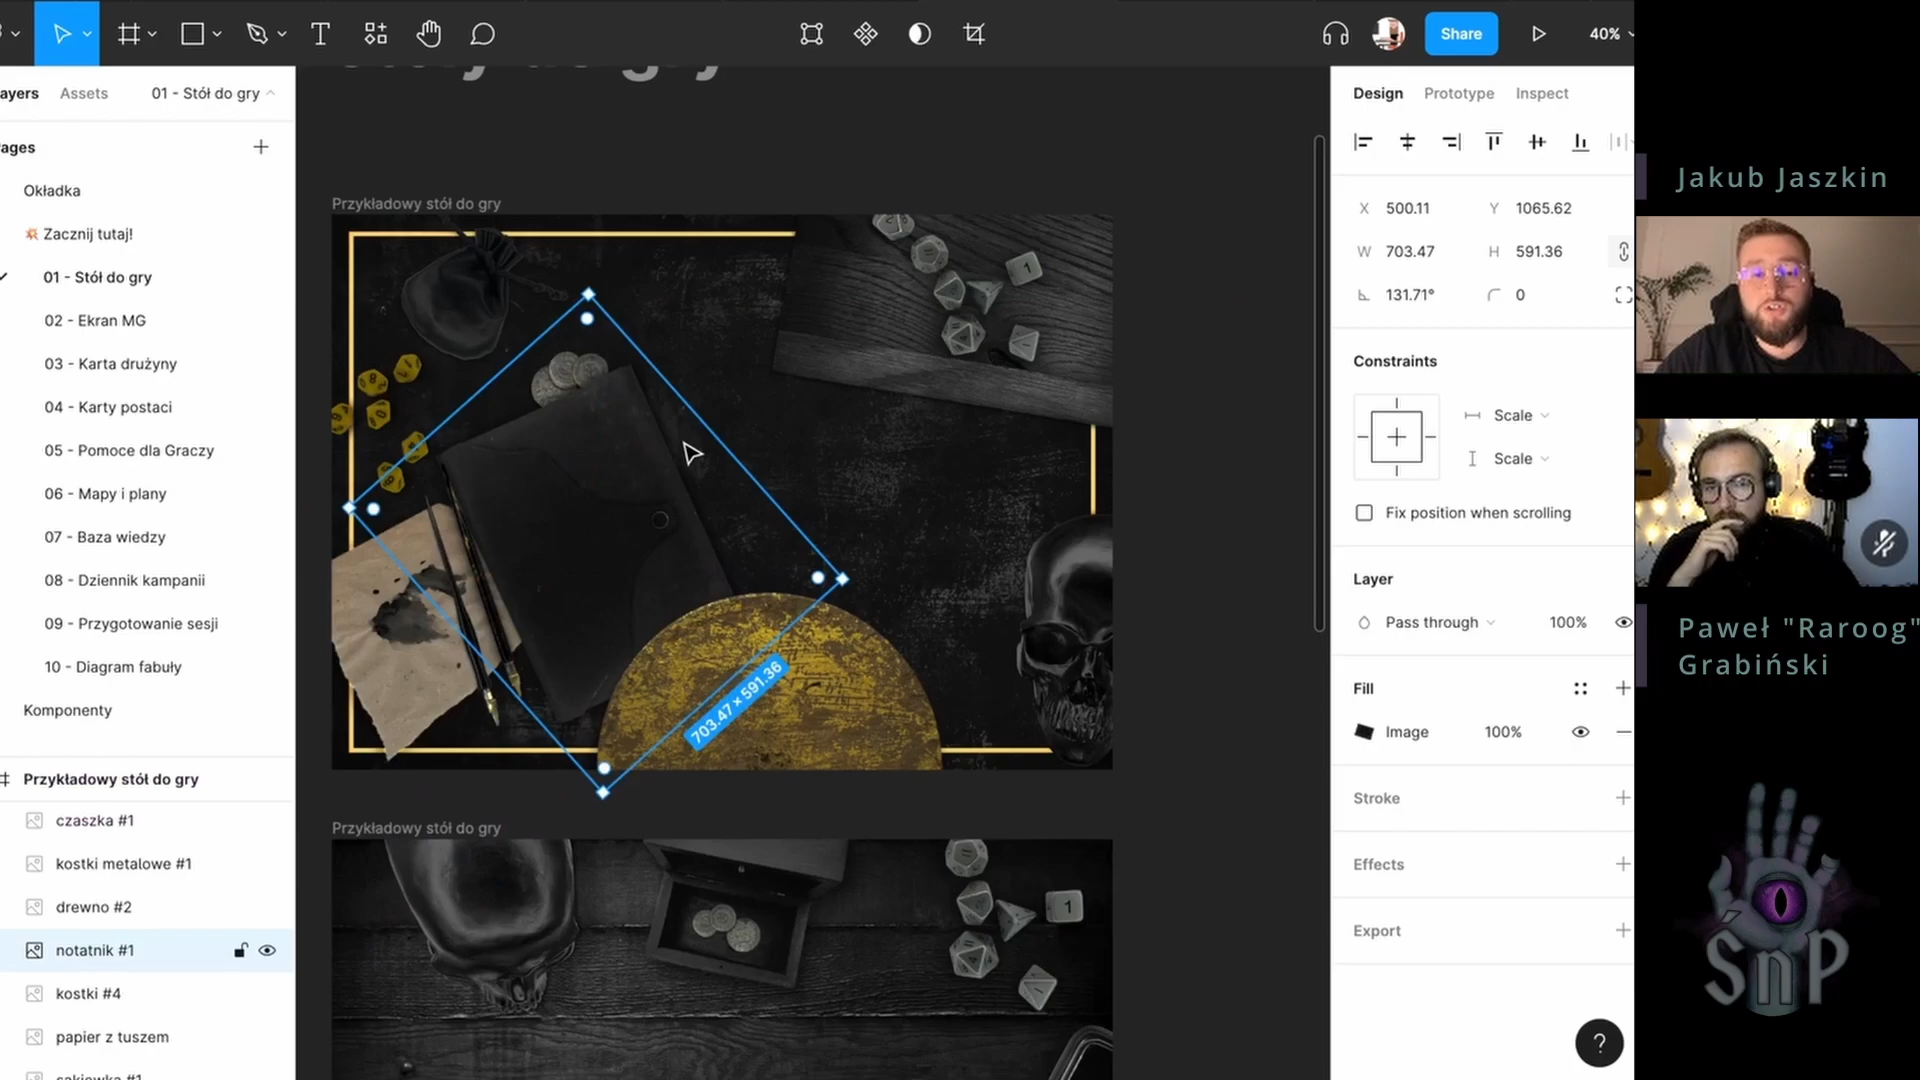 Share
40%
ayers
Assets
01 - Stół do gry
ages
Okładka
Zacznij tutaj!
01 - Stół do gry
02 - Ekran MG
03 - Karta drużyny
04 - Karty postaci
05 - Pomoce dla Graczy
06 - Mapy i plany
07 - Baza wiedzy
08 - Dziennik kampanii
09 - Przygotowanie sesji
10 - Diagram fabuły
Komponenty
Przykładowy stół do gry
czaszka #1
kostki metalowe #1
drewno #2
notatnik #1
kostki #4
papier z tuszem
Przykładowy stół do gry
1
703.47 × 591.36
Przykładowy stół do gry
1
Design
Prototype
Inspect
X 500.11
Y 1065.62
W 703.47
H 591.36
131.71°
0
Constraints
Scale
Scale
Fix position when scrolling
Layer
Pass through
100%
Fill
Image
100%
Stroke
Effects
Export
?
Jakub Jaszkin
Paweł "Raroog"
Grabiński
ŚnP